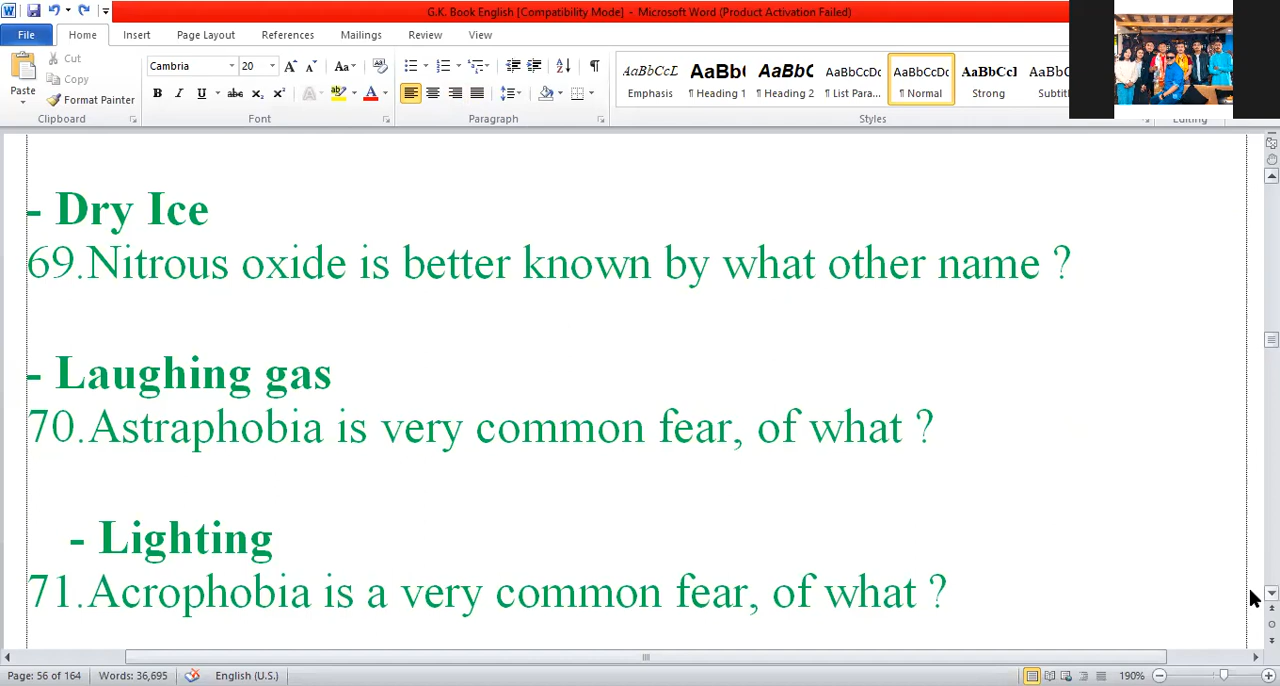 G.K. Book English [Compatibility Mode] - Microsoft Word (Product Activation Failed)
File Home Insert Page Layout References Mailings Review View
Paste
Cut
Copy
Format Painter
Clipboard
Cambria 20
Font
Paragraph
AaBbCcL Emphasis
AaBb( ¶ Heading 1
AaBbC ¶ Heading 2
AaBbCcDc ¶ List Para...
AaBbCcDc ¶ Normal
AaBbCcI Strong
AaBbC Subtitl
Styles
Editing
- Dry Ice
69.Nitrous oxide is better known by what other name ?
- Laughing gas
70.Astraphobia is very common fear, of what ?
- Lighting
71.Acrophobia is a very common fear, of what ?
Page: 56 of 164 Words: 36,695 English (U.S.) 190%